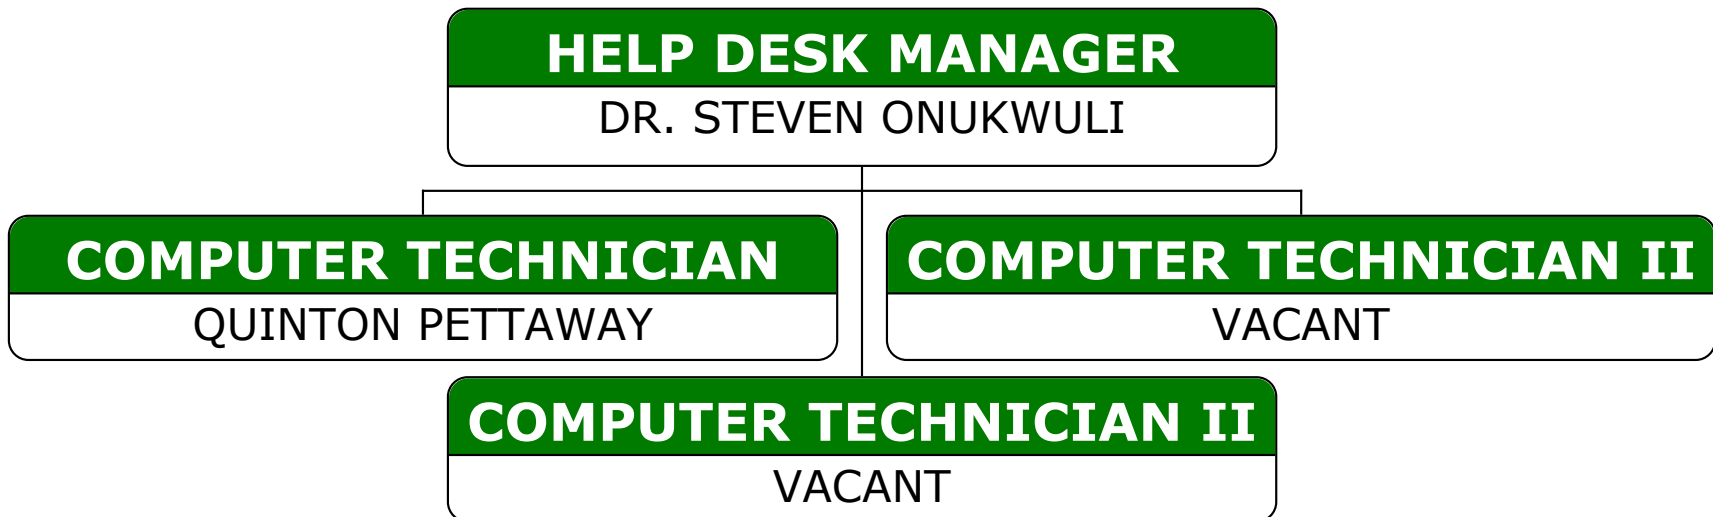 HELP DESK MANAGER
DR. STEVEN ONUKWULI
COMPUTER TECHNICIAN
QUINTON PETTAWAY
COMPUTER TECHNICIAN II
VACANT
COMPUTER TECHNICIAN II
VACANT